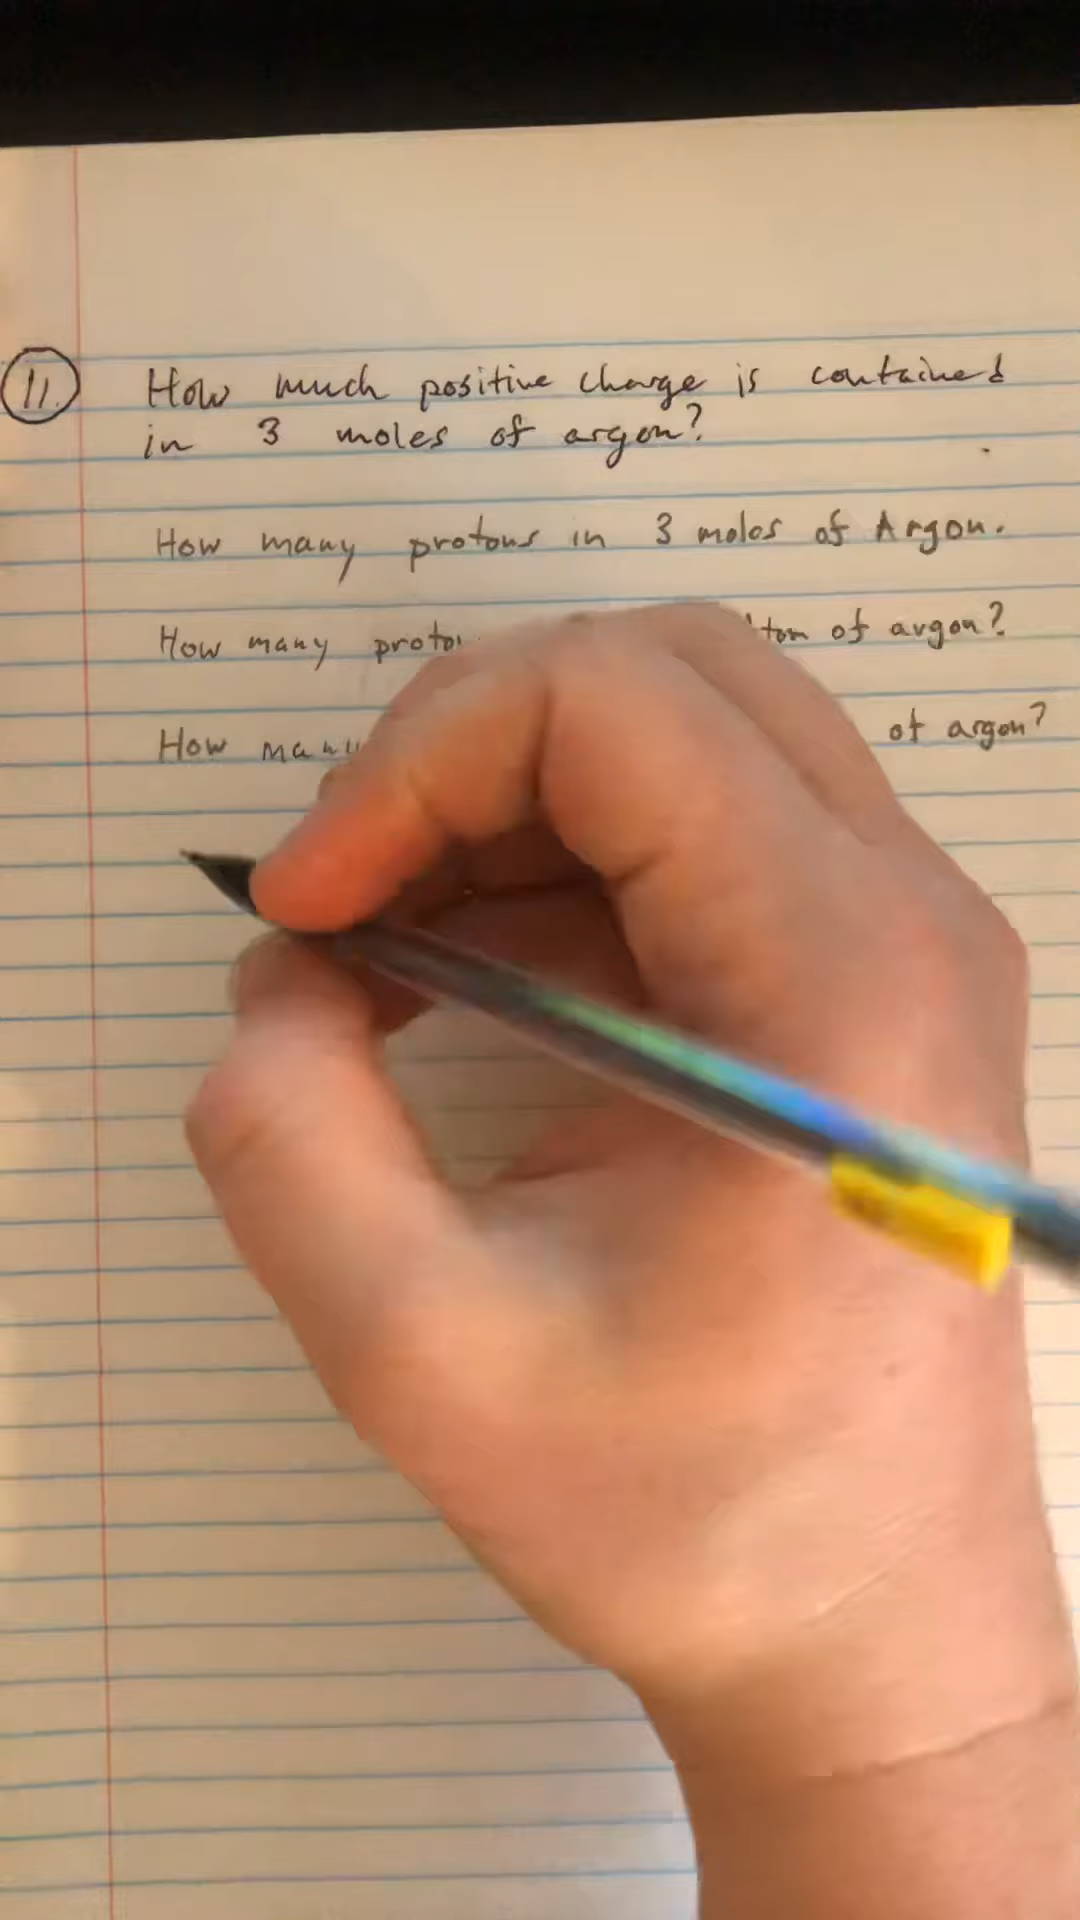 11.
How much positive charge is contained
in 3 moles of argon?
How many protons in 3 moles of Argon.
How many of argon?
How many of argon?